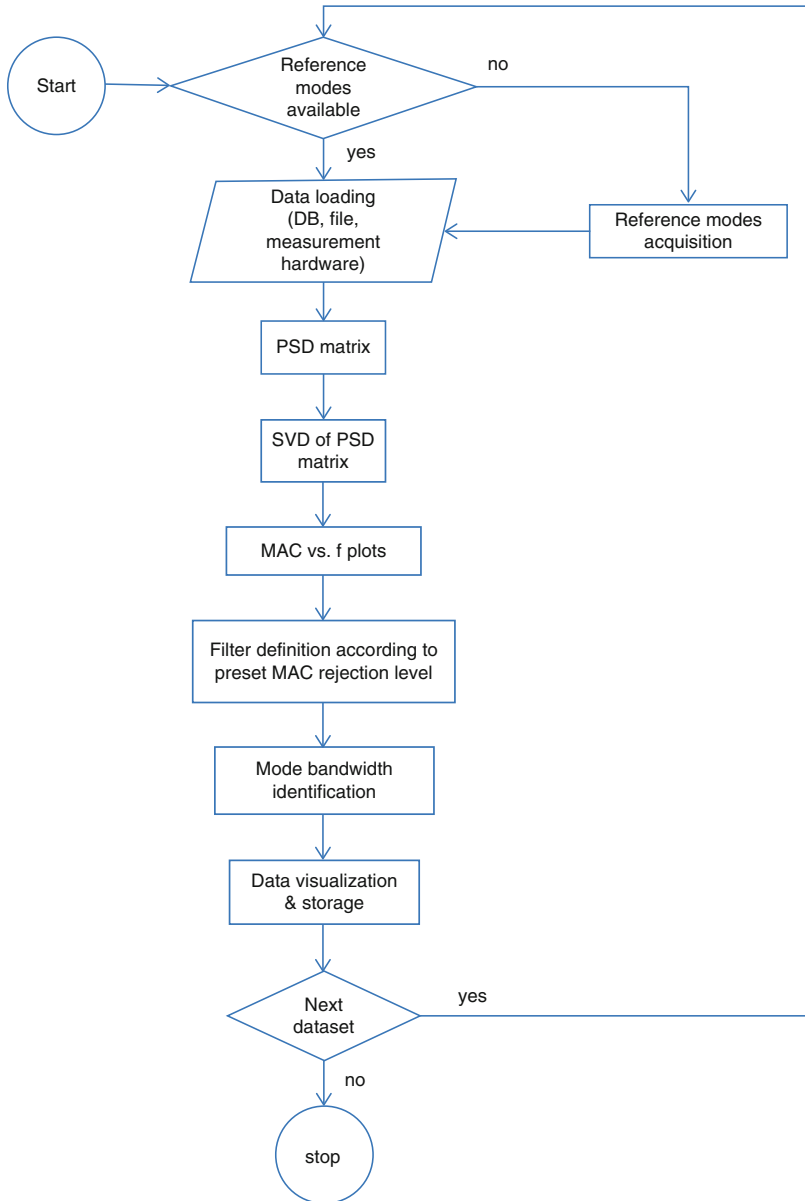 Start
Reference
modes
available
no
yes
Data loading
(DB, file,
measurement
hardware)
Reference modes
acquisition
PSD matrix
SVD of PSD
matrix
MAC vs. f plots
Filter definition according to
preset MAC rejection level
Mode bandwidth
identification
Data visualization
& storage
Next
dataset
yes
no
stop